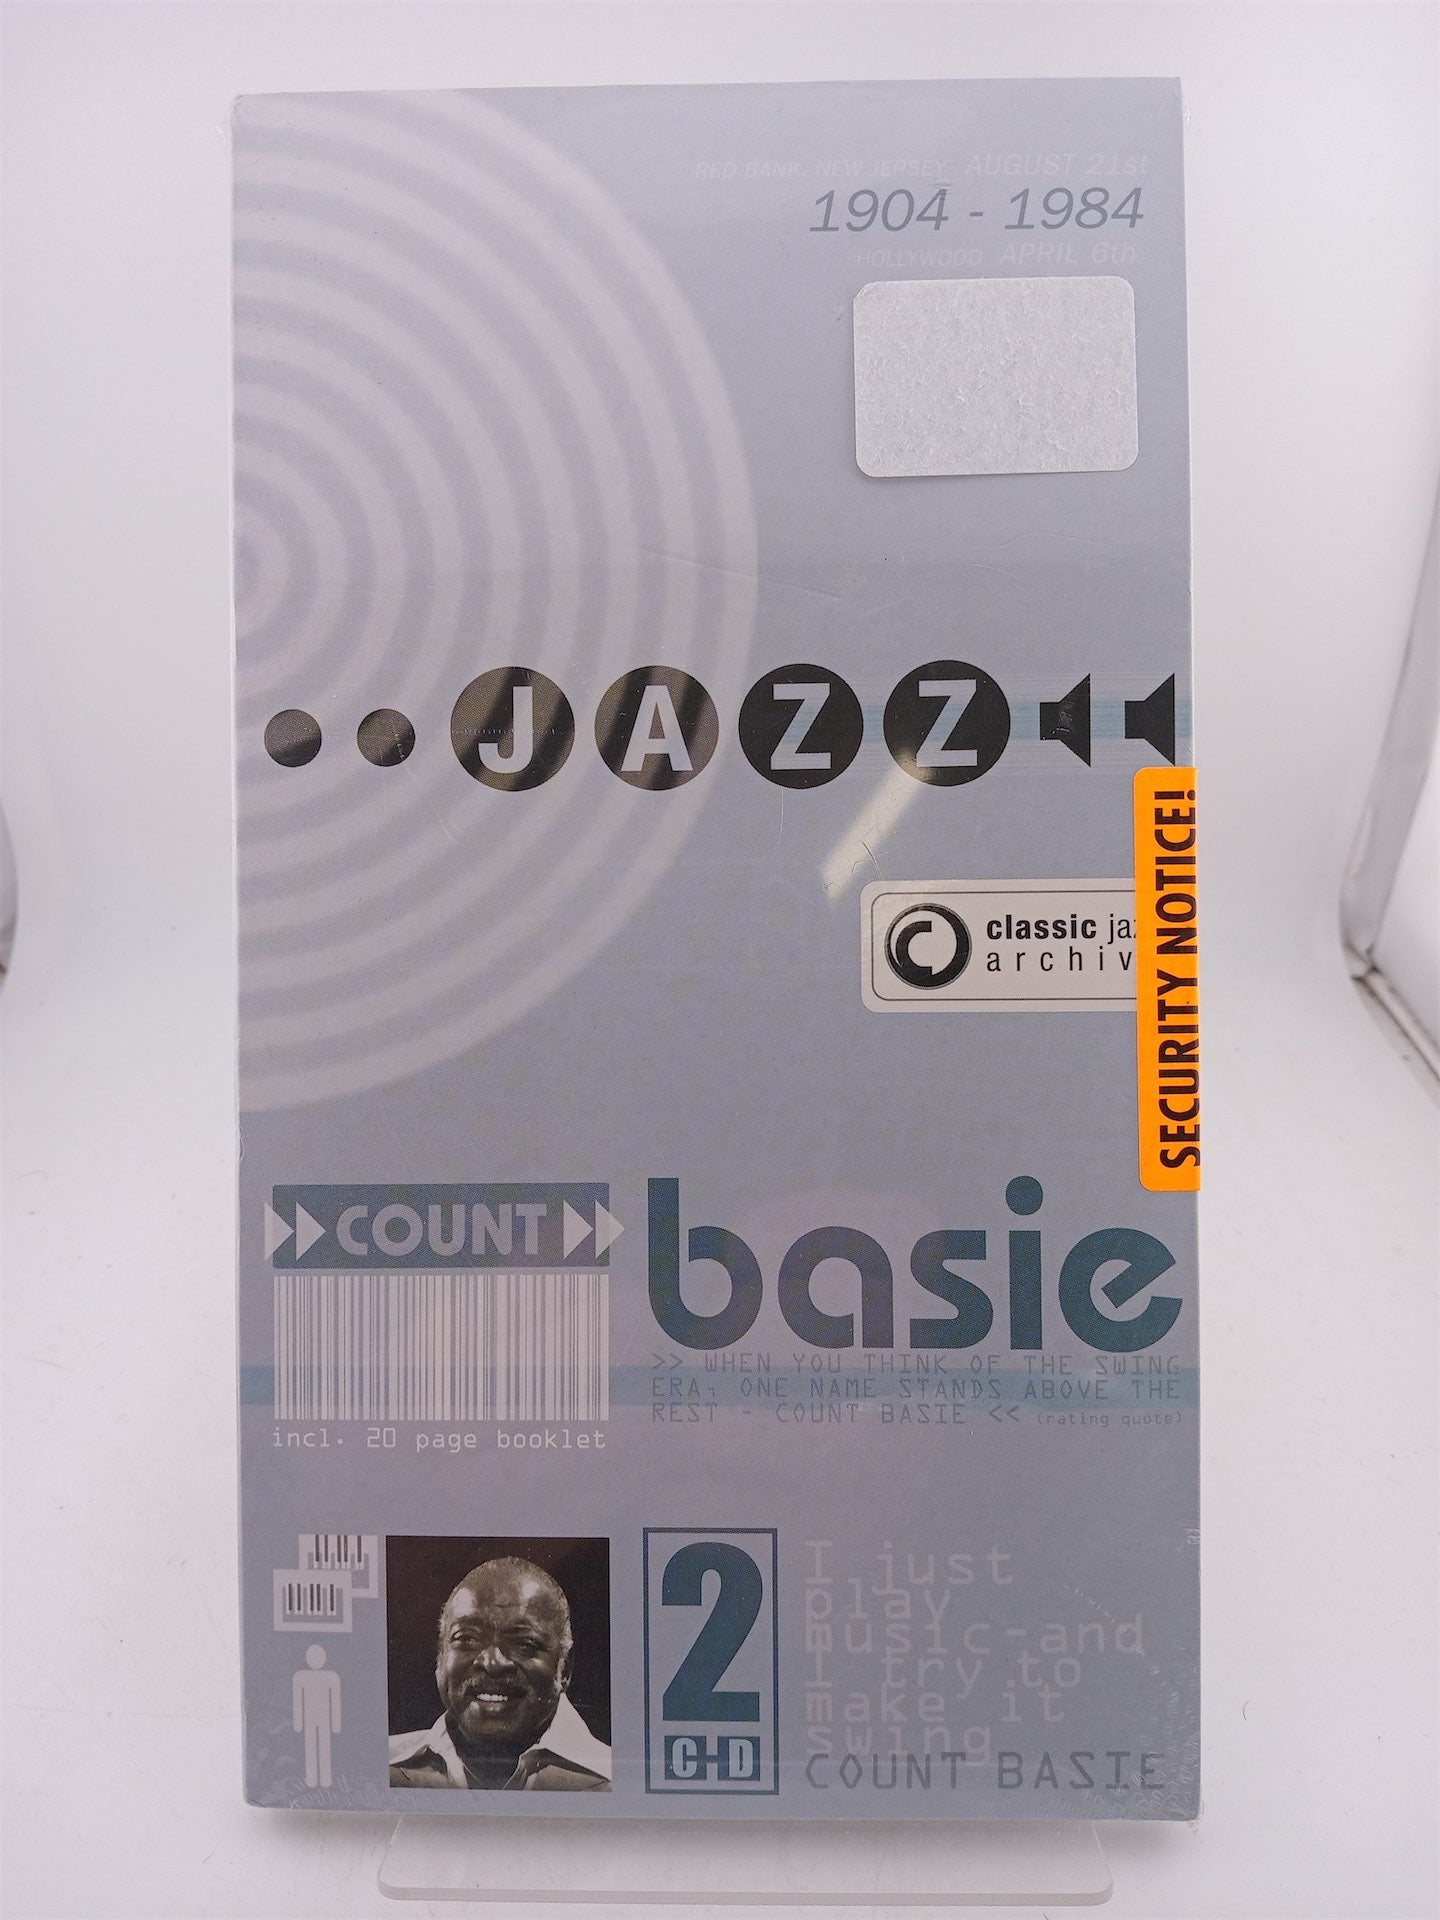 RED BANK, NEW JERSEY AUGUST 21st
1904 - 1984
HOLLYWOOD APRIL 6th
JAZZ
classic jaz
archiv
SECURITY NOTICE!
COUNT
basie
>> WHEN YOU THINK OF THE SWING
ERA, ONE NAME STANDS ABOVE THE
REST - COUNT BASIE << (rating quote)
incl. 20 page booklet
2
CD
I just
play
music-and
I try to
make it
swing
COUNT BASIE